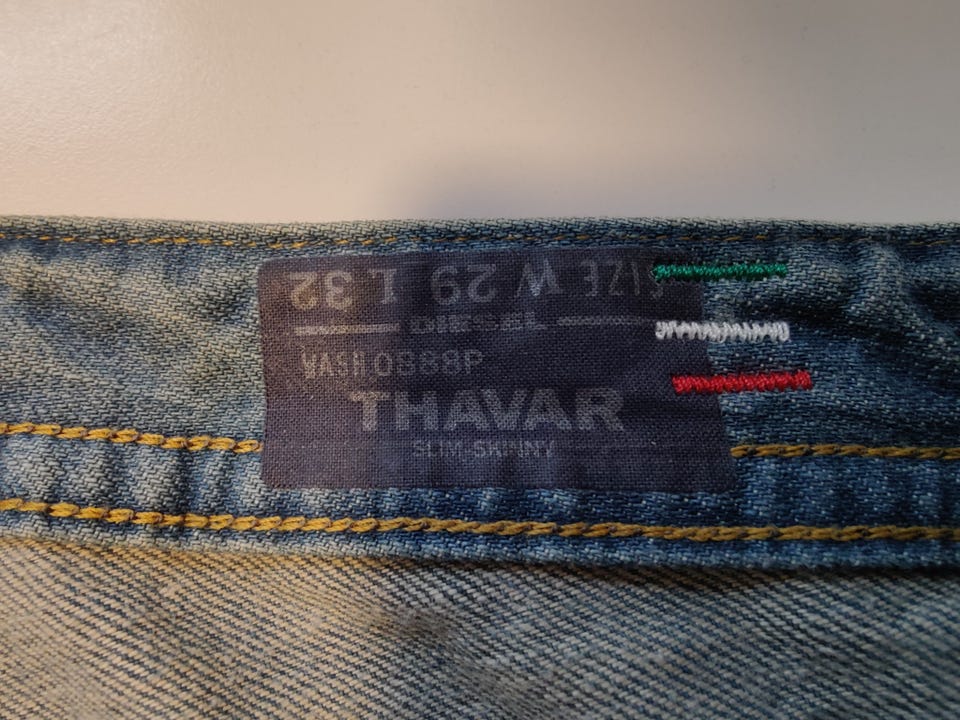 SIZE W 29 L 32
DIESEL
WASH 0888P
THAVAR
SLIM-SKINNY